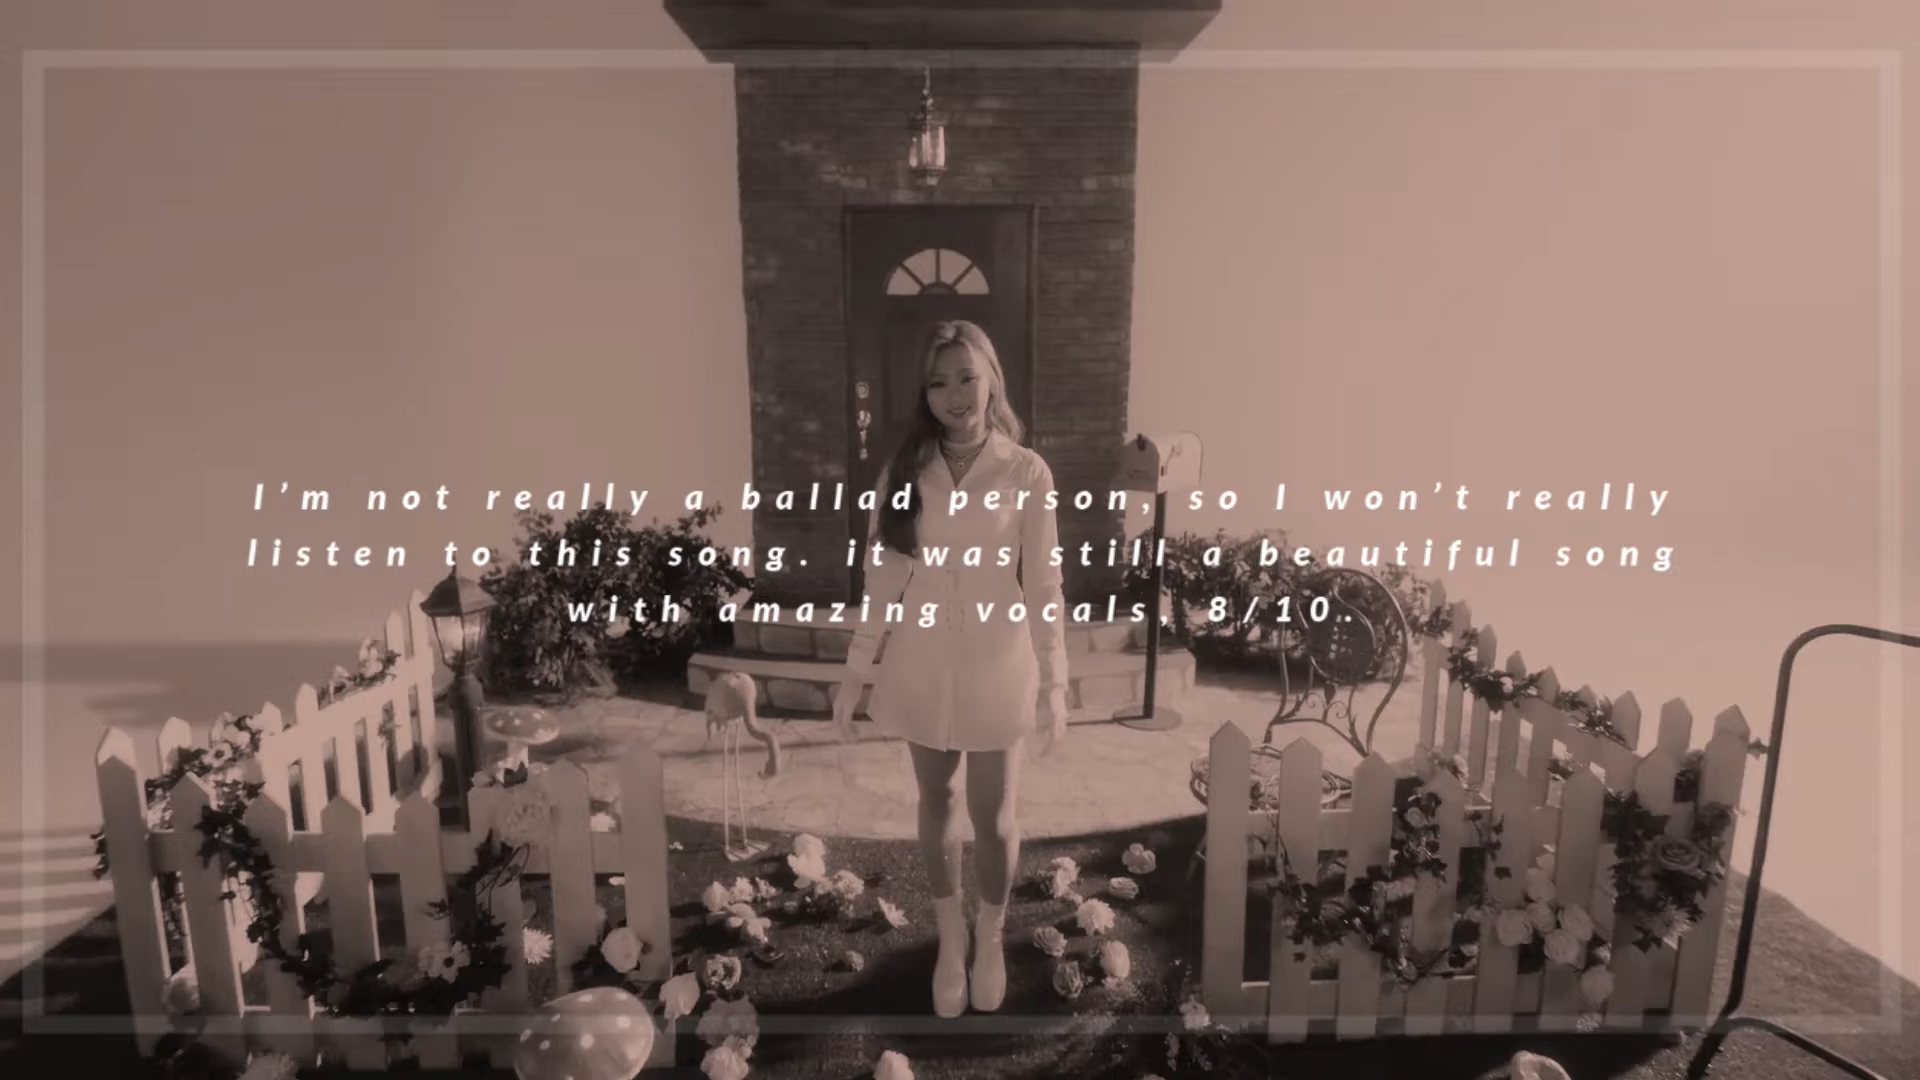 I’m not really a ballad person, so I won’t really
listen to this song. it was still a beautiful song
with amazing vocals, 8/10.